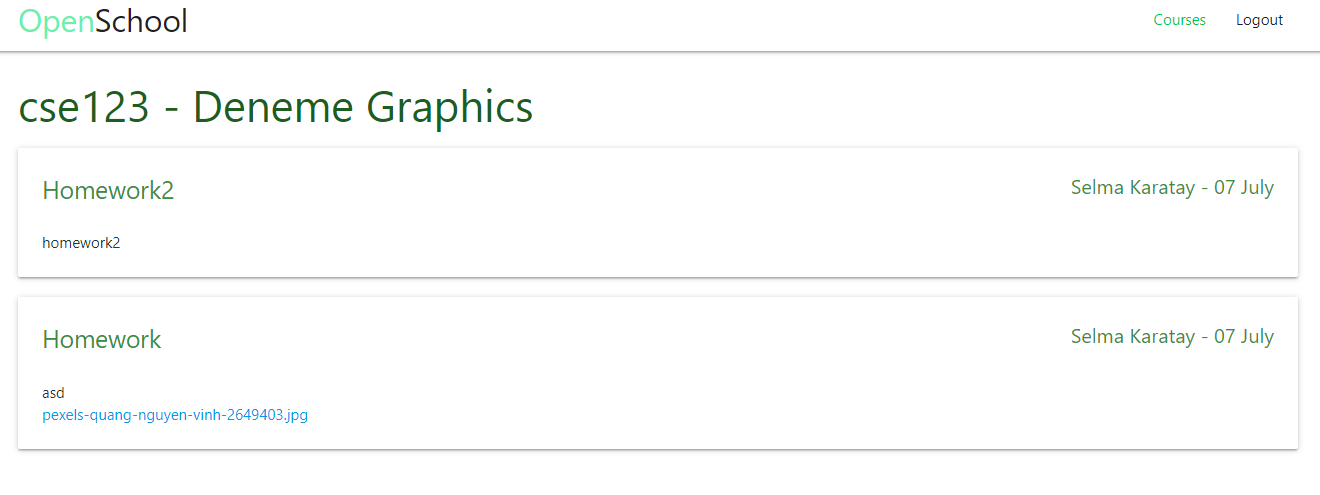 OpenSchool
Courses
Logout
cse123 - Deneme Graphics
Homework2
Selma Karatay - 07 July
homework2
Homework
Selma Karatay - 07 July
asd
pexels-quang-nguyen-vinh-2649403.jpg